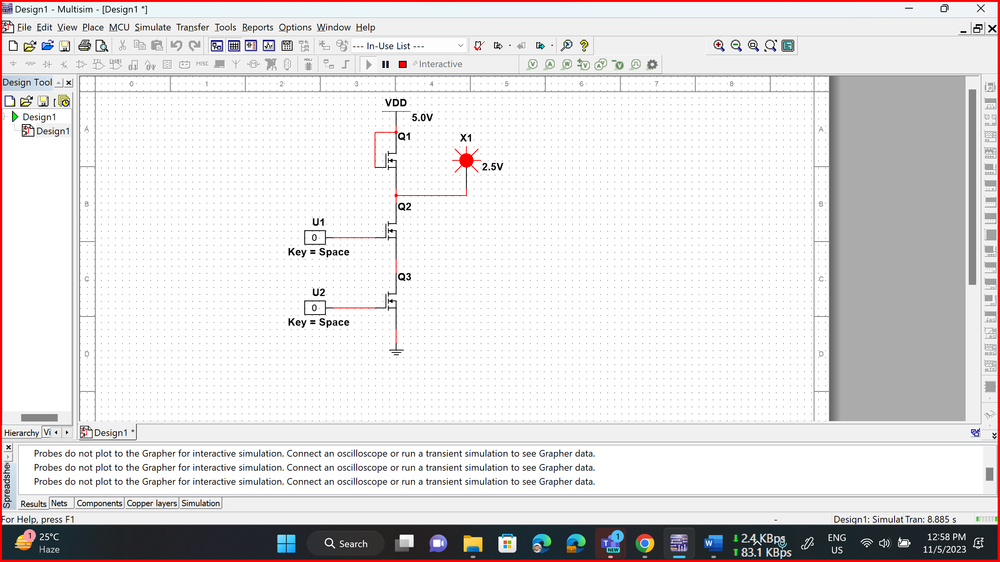 Design1 - Multisim - [Design1 *]
File Edit View Place MCU Simulate Transfer Tools Reports Options Window Help
--- In-Use List ---
MISC
Interactive
V A W V A V V
Design Tool
0 1 2 3 4 5 6 7 8
Design1
Design1
VDD
5.0V
A
A
Q1
X1
2.5V
B
B
Q2
U1
0
Key = Space
C
C
Q3
U2
0
Key = Space
D
D
Hierarchy Vi
Design1 *
Spreadshee
Probes do not plot to the Grapher for interactive simulation. Connect an oscilloscope or run a transient simulation to see Grapher data.
Probes do not plot to the Grapher for interactive simulation. Connect an oscilloscope or run a transient simulation to see Grapher data.
Probes do not plot to the Grapher for interactive simulation. Connect an oscilloscope or run a transient simulation to see Grapher data.
Results Nets Components Copper layers Simulation
For Help, press F1
-
Design1: Simulat Tran: 8.885 s
1
25°C
Haze
Search
1
T
NEW
W
2.4 KBps
83.1 KBps
ENG
US
12:58 PM
11/5/2023